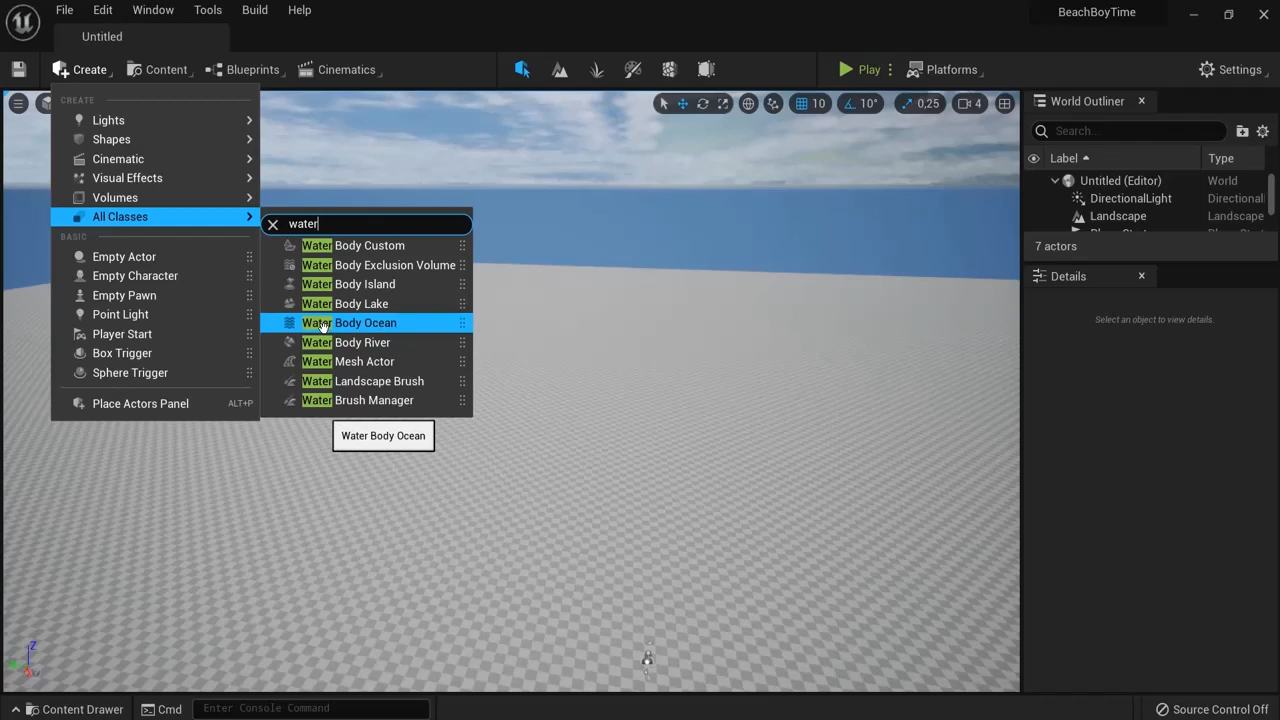 File Edit Window Tools Build Help
BeachBoyTime
Untitled
Create Content Blueprints Cinematics Play Platforms Settings
10 10° 0,25 4
World Outliner
Search...
Label Type
Untitled (Editor) World
DirectionalLight Directional
Landscape Landscape
7 actors
Details
Select an object to view details.
CREATE
Lights
Shapes
Cinematic
Visual Effects
Volumes
All Classes
BASIC
Empty Actor
Empty Character
Empty Pawn
Point Light
Player Start
Box Trigger
Sphere Trigger
Place Actors Panel ALT+P
water
Water Body Custom
Water Body Exclusion Volume
Water Body Island
Water Body Lake
Water Body Ocean
Water Body River
Water Mesh Actor
Water Landscape Brush
Water Brush Manager
Water Body Ocean
Z
Content Drawer Cmd Enter Console Command Source Control Off